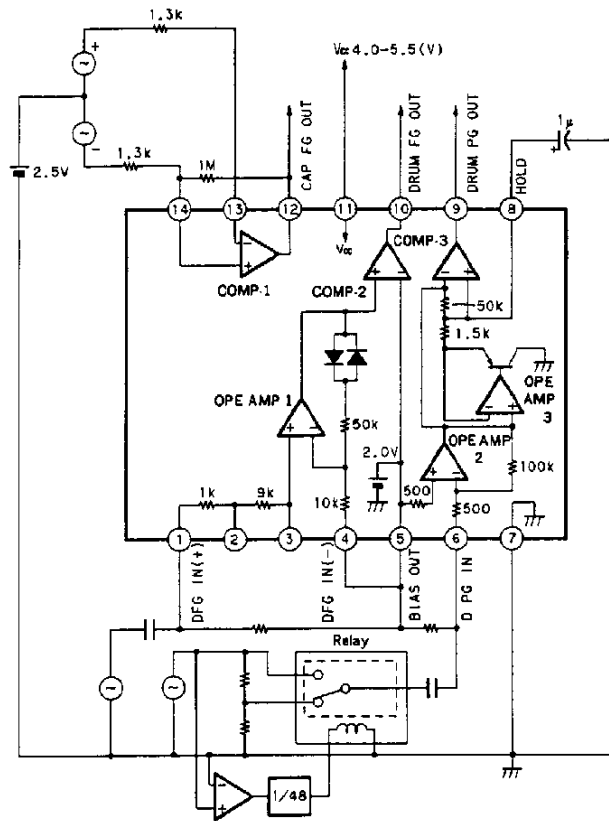 1.3k
Vcc 4.0-5.5(V)
+
~
~
−
2.5V
1.3k
1M
CAP FG OUT
DRUM FG OUT
DRUM PG OUT
HOLD
1μ
+
14
13
12
11
10
9
8
−
+
COMP-1
Vcc
COMP-3
COMP-2
+
−
−
+
50k
1.5k
OPE AMP 1
+
−
50k
OPE
AMP
3
−
+
2.0V
OPE AMP
2
+
−
100k
1k
9k
10k
500
500
1
2
3
4
5
6
7
DFG IN(+)
DFG IN(-)
BIAS OUT
D PG IN
Relay
~
~
−
+
1/48